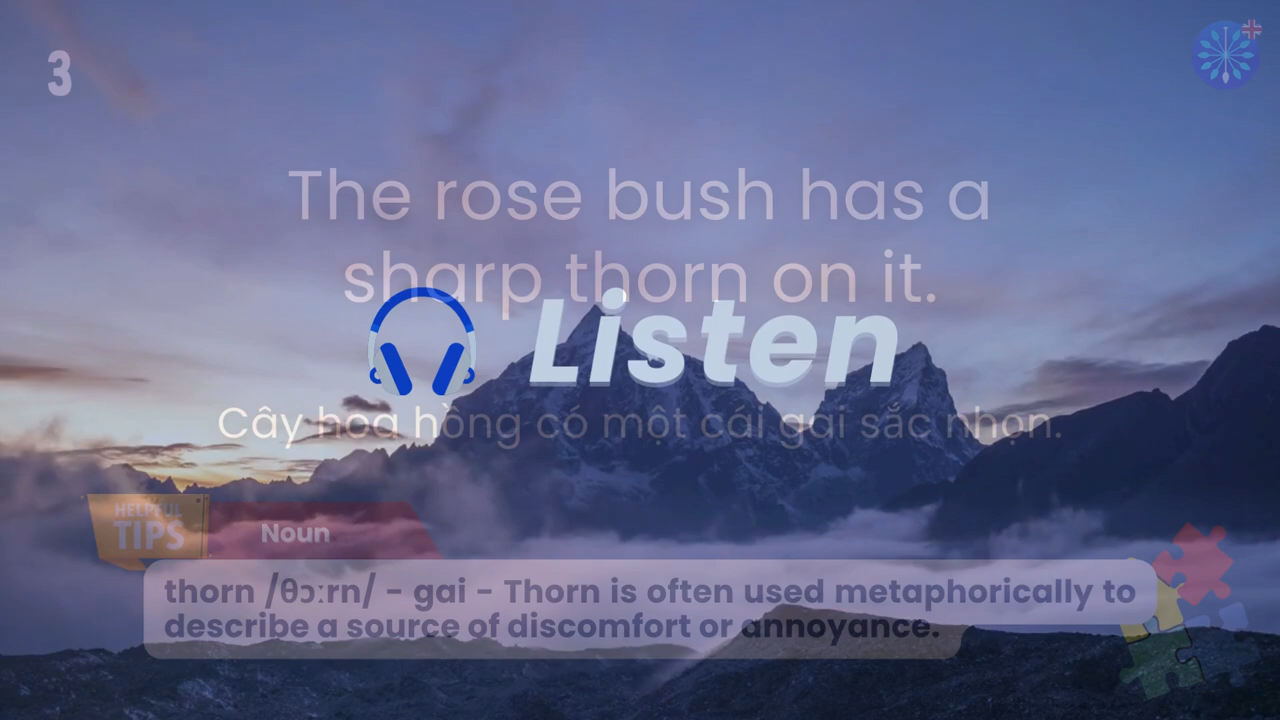 3
The rose bush has a
sharp thorn on it.
Listen
Cây hoa hồng có một cái gai sắc nhọn.
HELPFUL
TIPS
Noun
thorn /θɔːrn/ - gai - Thorn is often used metaphorically to
describe a source of discomfort or annoyance.